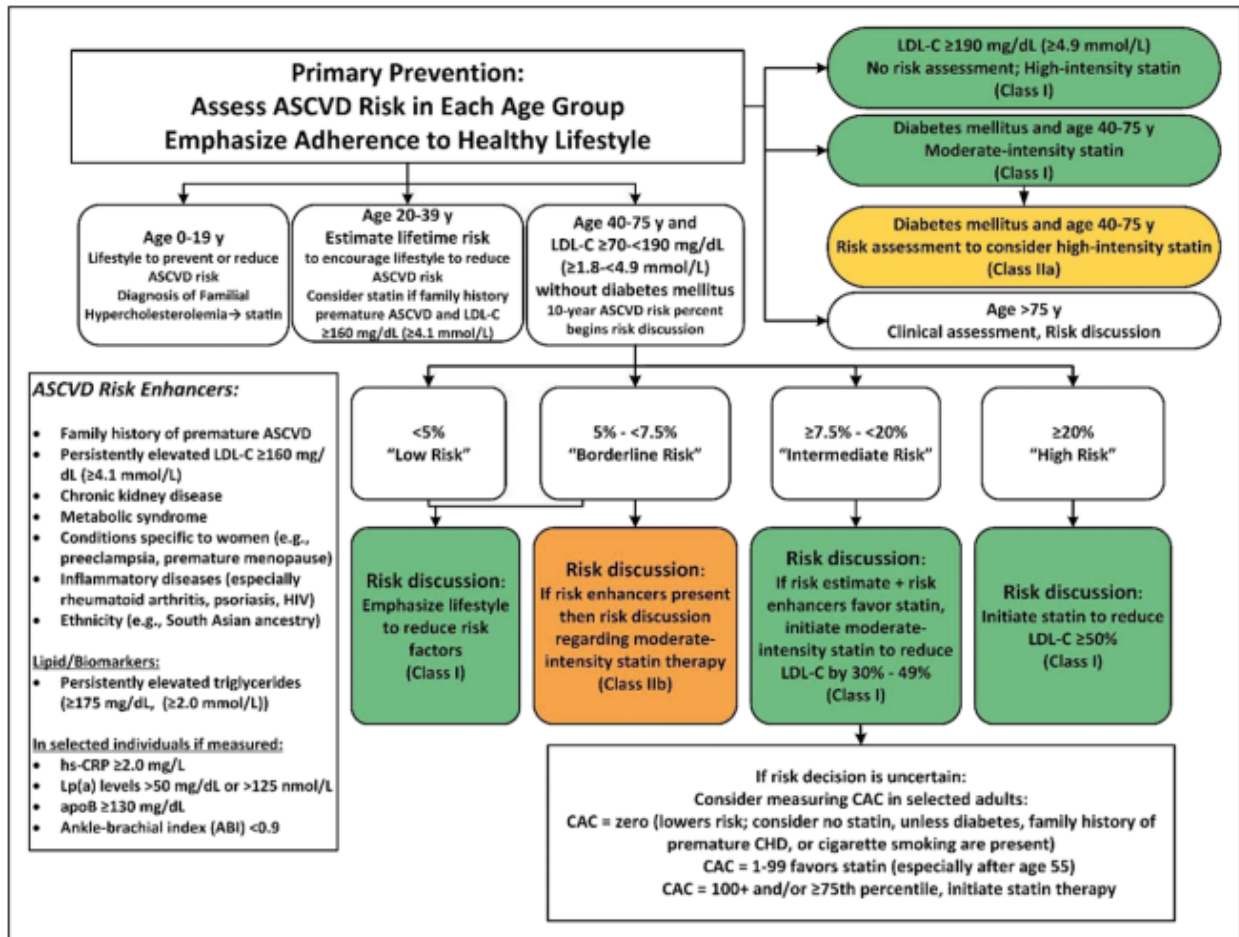 Primary Prevention:
Assess ASCVD Risk in Each Age Group
Emphasize Adherence to Healthy Lifestyle
LDL-C ≥190 mg/dL (≥4.9 mmol/L)
No risk assessment; High-intensity statin
(Class I)
Diabetes mellitus and age 40-75 y
Moderate-intensity statin
(Class I)
Diabetes mellitus and age 40-75 y
Risk assessment to consider high-intensity statin
(Class IIa)
Age >75 y
Clinical assessment, Risk discussion
Age 0-19 y
Lifestyle to prevent or reduce
ASCVD risk
Diagnosis of Familial
Hypercholesterolemia→ statin
Age 20-39 y
Estimate lifetime risk
to encourage lifestyle to reduce
ASCVD risk
Consider statin if family history
premature ASCVD and LDL-C
≥160 mg/dL (≥4.1 mmol/L)
Age 40-75 y and
LDL-C ≥70-<190 mg/dL
(≥1.8-<4.9 mmol/L)
without diabetes mellitus
10-year ASCVD risk percent
begins risk discussion
<5%
"Low Risk"
5% - <7.5%
"Borderline Risk"
≥7.5% - <20%
"Intermediate Risk"
≥20%
"High Risk"
Risk discussion:
Emphasize lifestyle
to reduce risk
factors
(Class I)
Risk discussion:
If risk enhancers present
then risk discussion
regarding moderate-
intensity statin therapy
(Class IIb)
Risk discussion:
If risk estimate + risk
enhancers favor statin,
initiate moderate-
intensity statin to reduce
LDL-C by 30% - 49%
(Class I)
Risk discussion:
Initiate statin to reduce
LDL-C ≥50%
(Class I)
If risk decision is uncertain:
Consider measuring CAC in selected adults:
CAC = zero (lowers risk; consider no statin, unless diabetes, family history of
premature CHD, or cigarette smoking are present)
CAC = 1-99 favors statin (especially after age 55)
CAC = 100+ and/or ≥75th percentile, initiate statin therapy
ASCVD Risk Enhancers:
• Family history of premature ASCVD
• Persistently elevated LDL-C ≥160 mg/
dL (≥4.1 mmol/L)
• Chronic kidney disease
• Metabolic syndrome
• Conditions specific to women (e.g.,
preeclampsia, premature menopause)
• Inflammatory diseases (especially
rheumatoid arthritis, psoriasis, HIV)
• Ethnicity (e.g., South Asian ancestry)
Lipid/Biomarkers:
• Persistently elevated triglycerides
(≥175 mg/dL, (≥2.0 mmol/L))
In selected individuals if measured:
• hs-CRP ≥2.0 mg/L
• Lp(a) levels >50 mg/dL or >125 nmol/L
• apoB ≥130 mg/dL
• Ankle-brachial index (ABI) <0.9